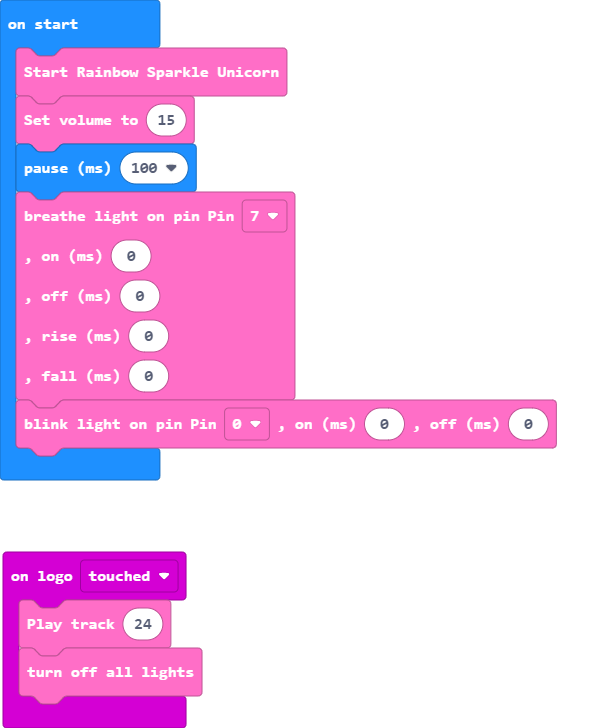 on start
Start Rainbow Sparkle Unicorn
Set volume to 15
pause (ms) 100
breathe light on pin Pin 7
, on (ms) 0
, off (ms) 0
, rise (ms) 0
, fall (ms) 0
blink light on pin Pin 0 , on (ms) 0 , off (ms) 0
on logo touched
Play track 24
turn off all lights